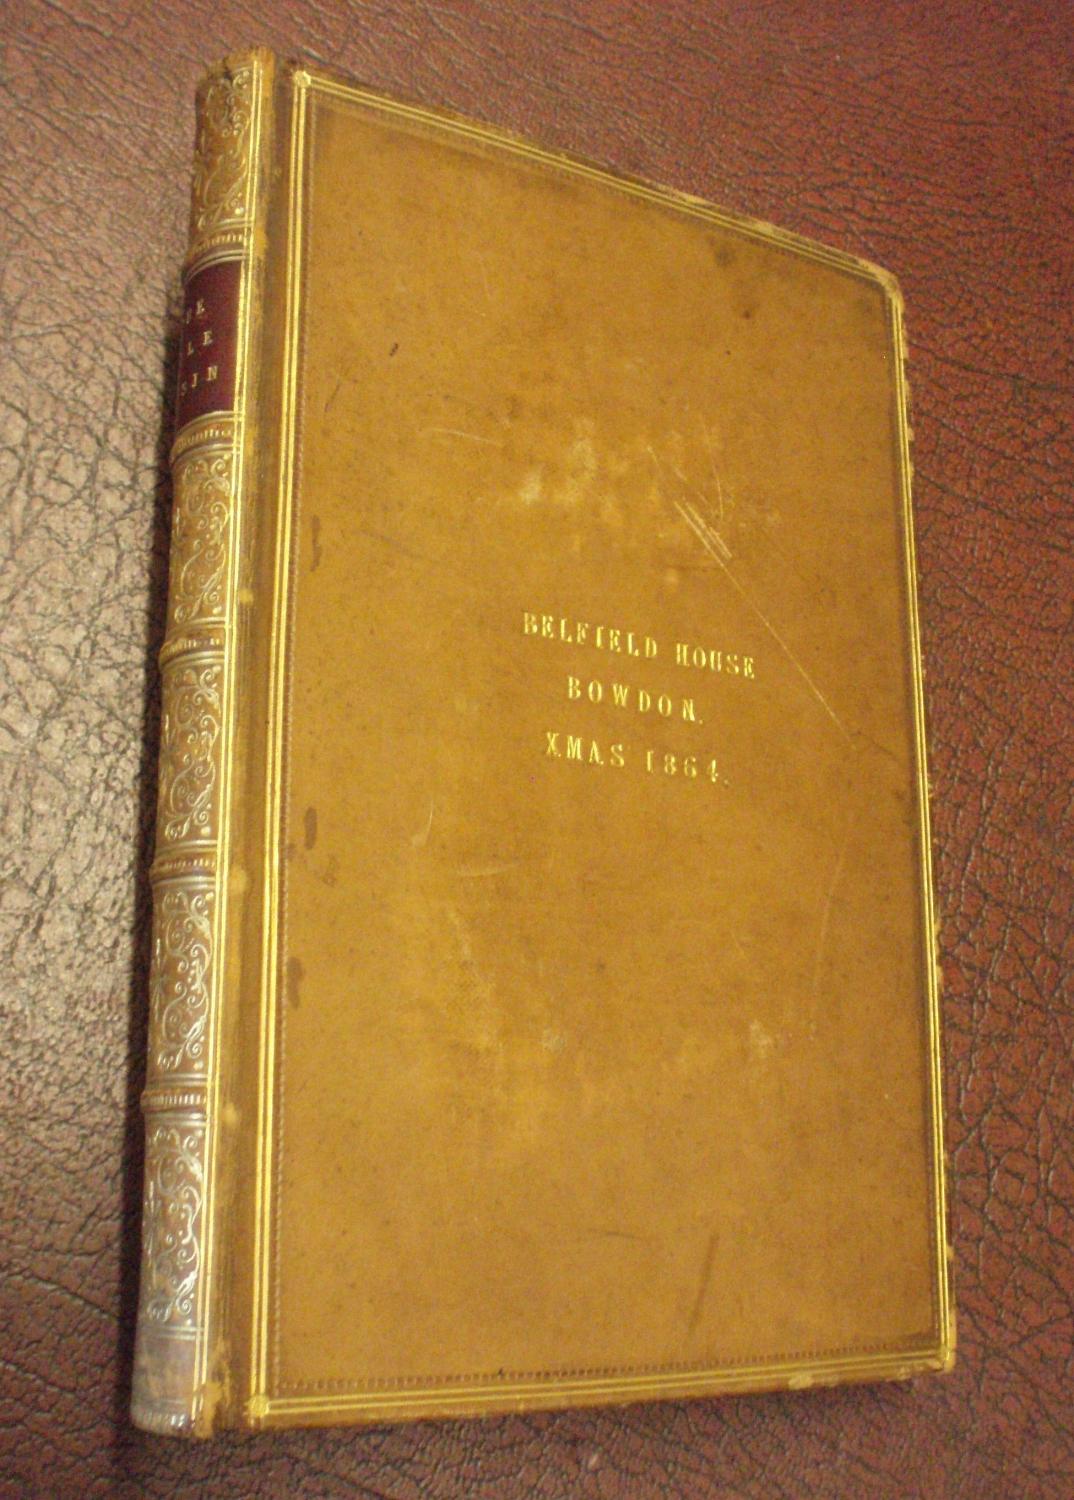 BELFIELD HOUSE
BOWDON.
XMAS 1864.